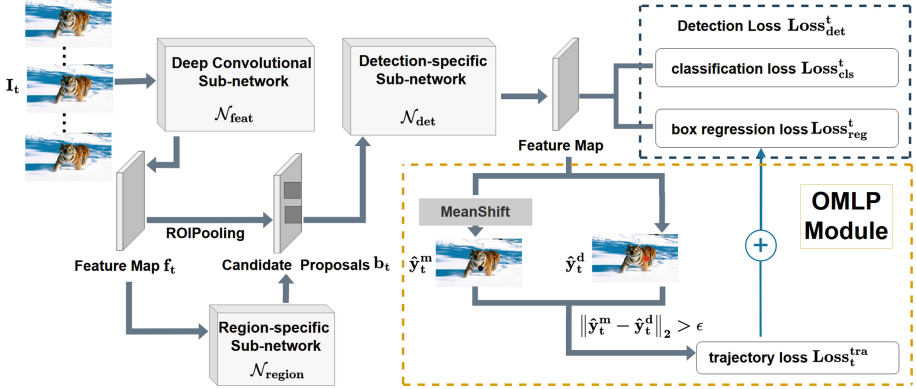 I_t
Deep Convolutional
Sub-network
𝒩_feat
Detection-specific
Sub-network
𝒩_det
Detection Loss Loss^t_det
classification loss Loss^t_cls
box regression loss Loss^t_reg
Feature Map
ROIPooling
Feature Map f_t
Candidate Proposals b_t
Region-specific
Sub-network
𝒩_region
MeanShift
ŷ^m_t
ŷ^d_t
‖ŷ^m_t − ŷ^d_t‖_2 > ϵ
OMLP
Module
+
trajectory loss Loss^tra_t